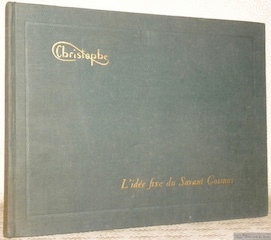 Christophe
L'idée fixe du Savant Cosinus